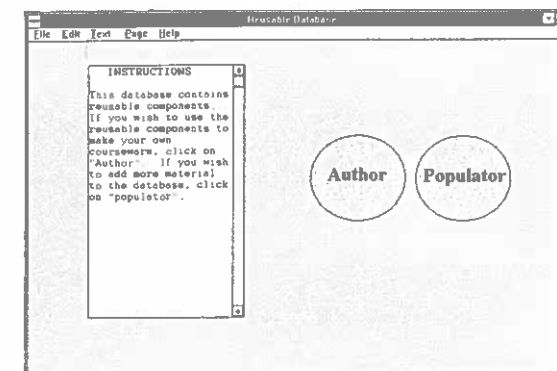 Reusable Database
File Edit Text Page Help
INSTRUCTIONS
This database contains
reusable components.
If you wish to use the
reusable components to
make your own
courseware, click on
"Author". If you wish
to add more material
to the database, click
on "populator".
Author Populator